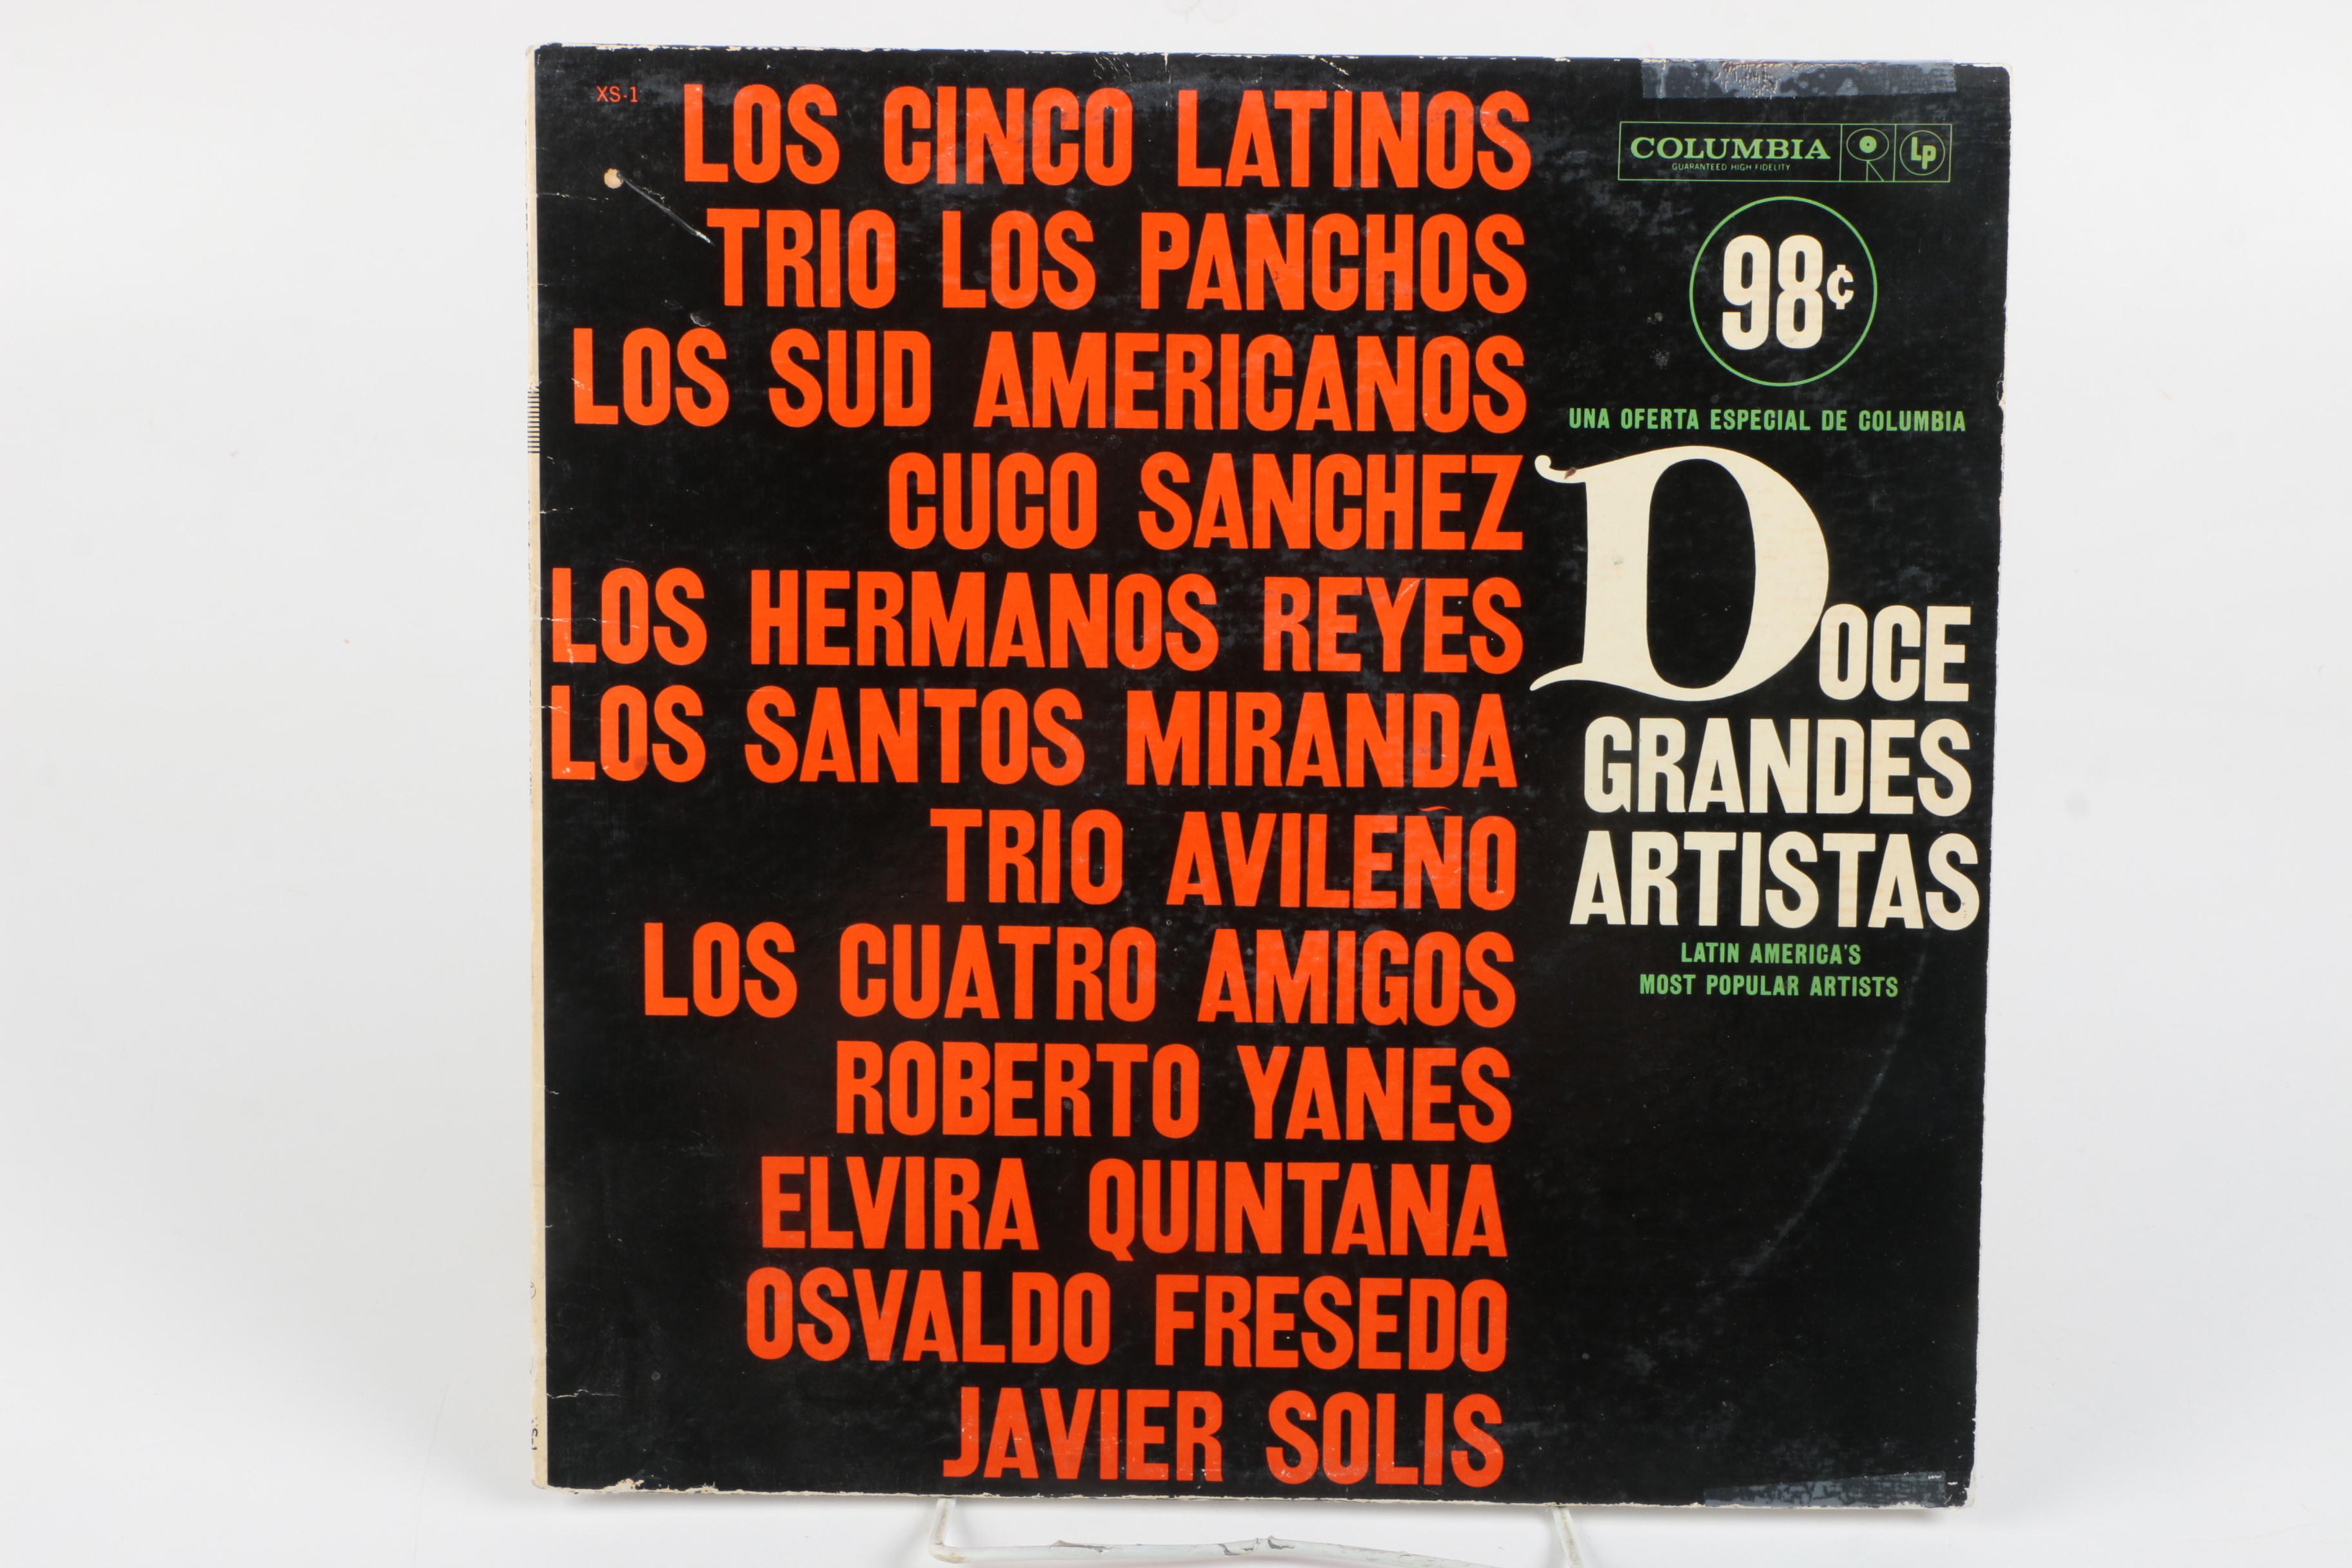 XS-1
LOS CINCO LATINOS
TRIO LOS PANCHOS
LOS SUD AMERICANOS
CUCO SANCHEZ
LOS HERMANOS REYES
LOS SANTOS MIRANDA
TRIO AVILEÑO
LOS CUATRO AMIGOS
ROBERTO YANES
ELVIRA QUINTANA
OSVALDO FRESEDO
JAVIER SOLIS
COLUMBIA
GUARANTEED HIGH FIDELITY
Lp
98¢
UNA OFERTA ESPECIAL DE COLUMBIA
DOCE
GRANDES
ARTISTAS
LATIN AMERICA'S
MOST POPULAR ARTISTS